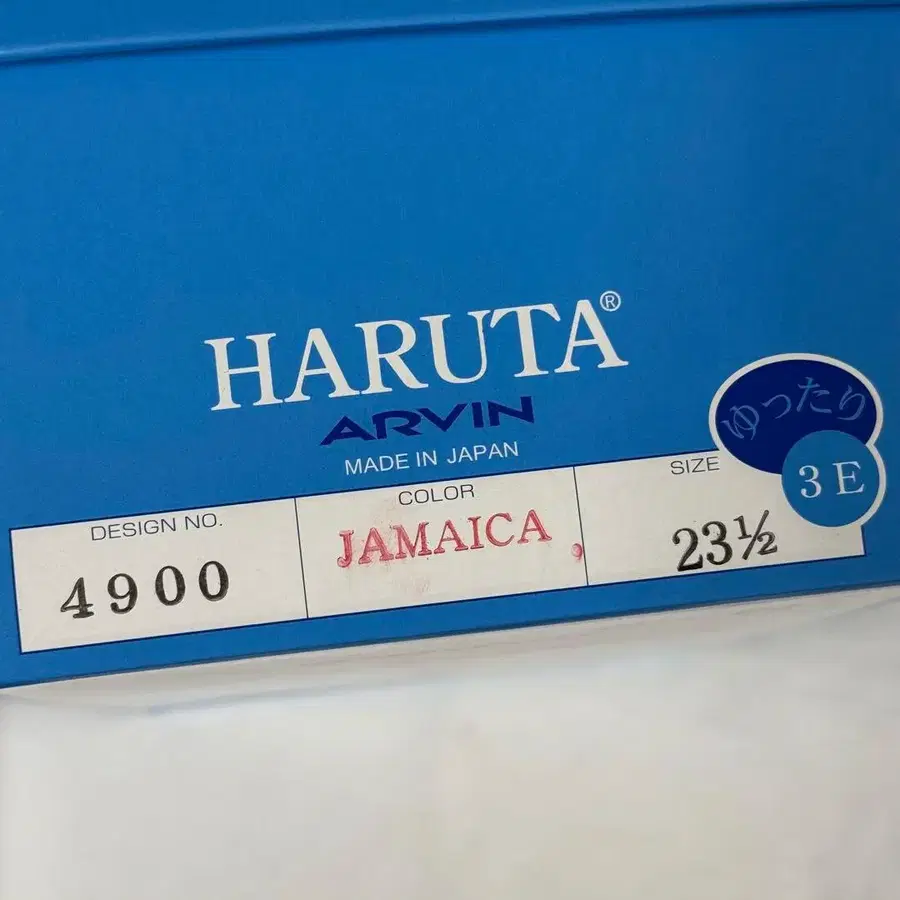 HARUTA®
ARVIN
MADE IN JAPAN
ゆったり
3E
DESIGN NO.
4900
COLOR
JAMAICA
SIZE
23½